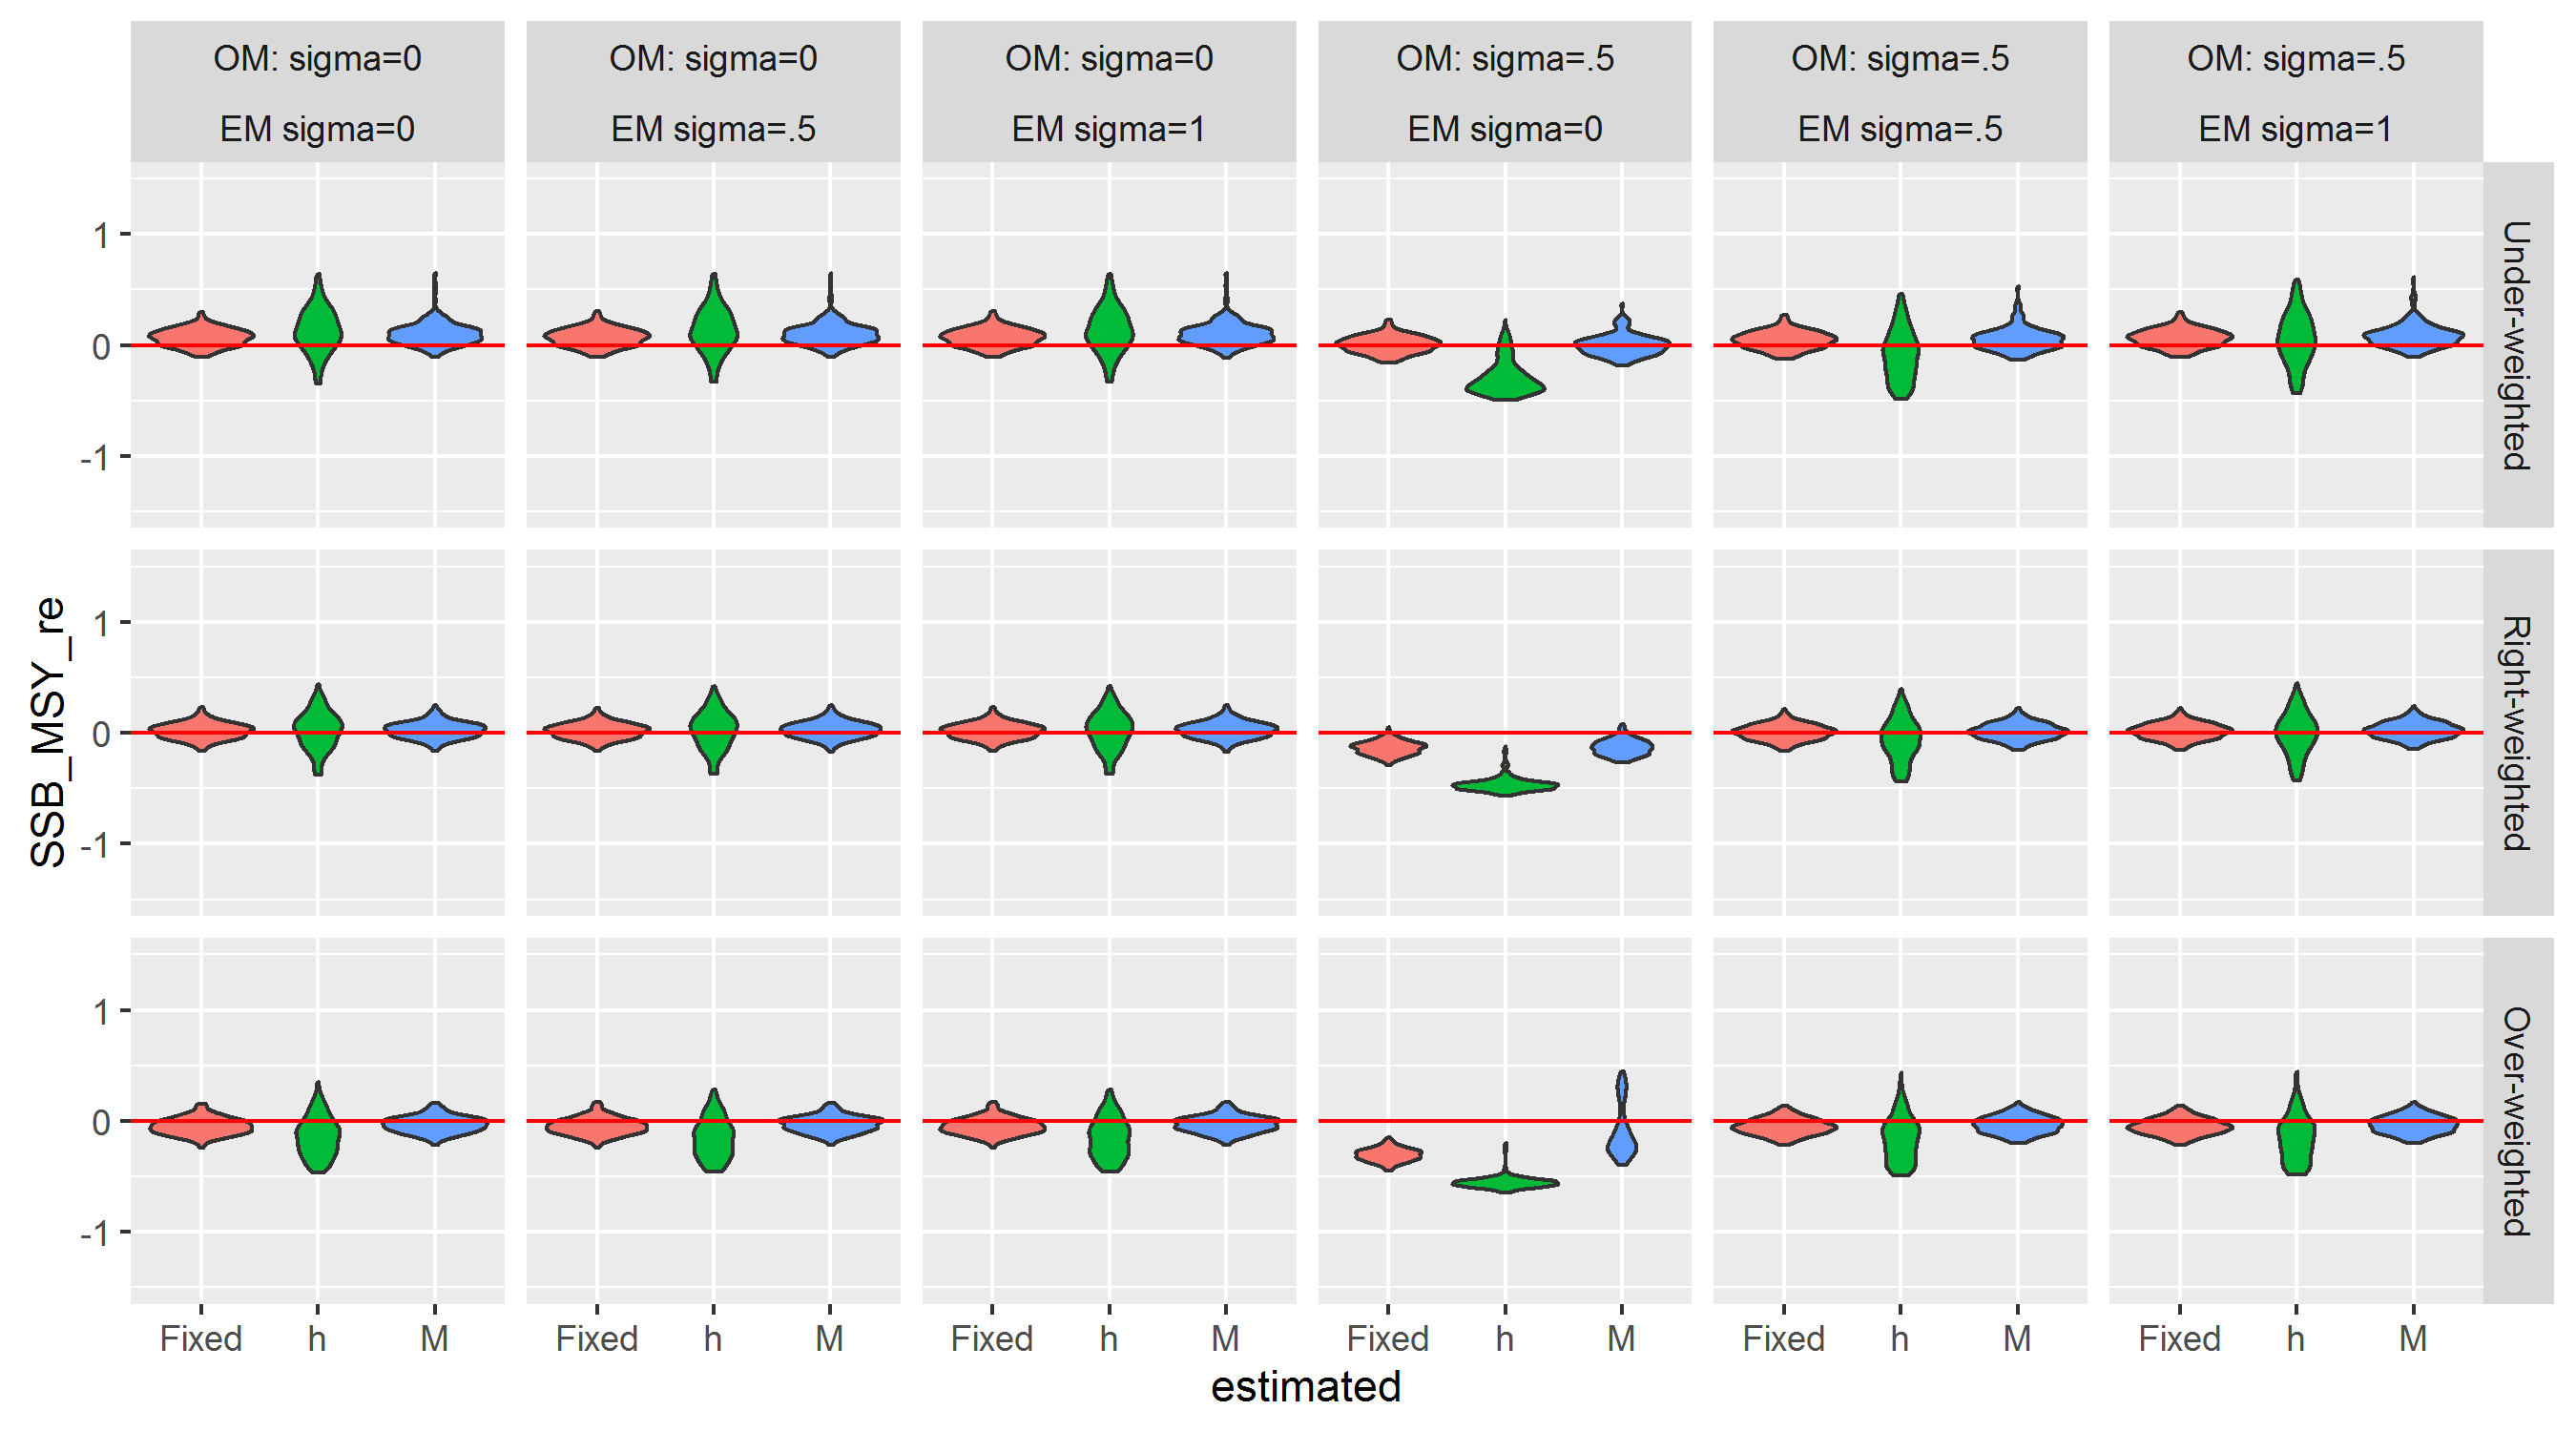 OM: sigma=0 OM: sigma=0 OM: sigma=0 OM: sigma=.5 OM: sigma=.5 OM: sigma=.5
EM sigma=0 EM sigma=.5 EM sigma=1 EM sigma=0 EM sigma=.5 EM sigma=1
1
0
-1
Under-weighted
SSB_MSY_re
1
0
-1
Right-weighted
1
0
-1
Over-weighted
Fixed h M Fixed h M Fixed h M Fixed h M Fixed h M Fixed h M
estimated